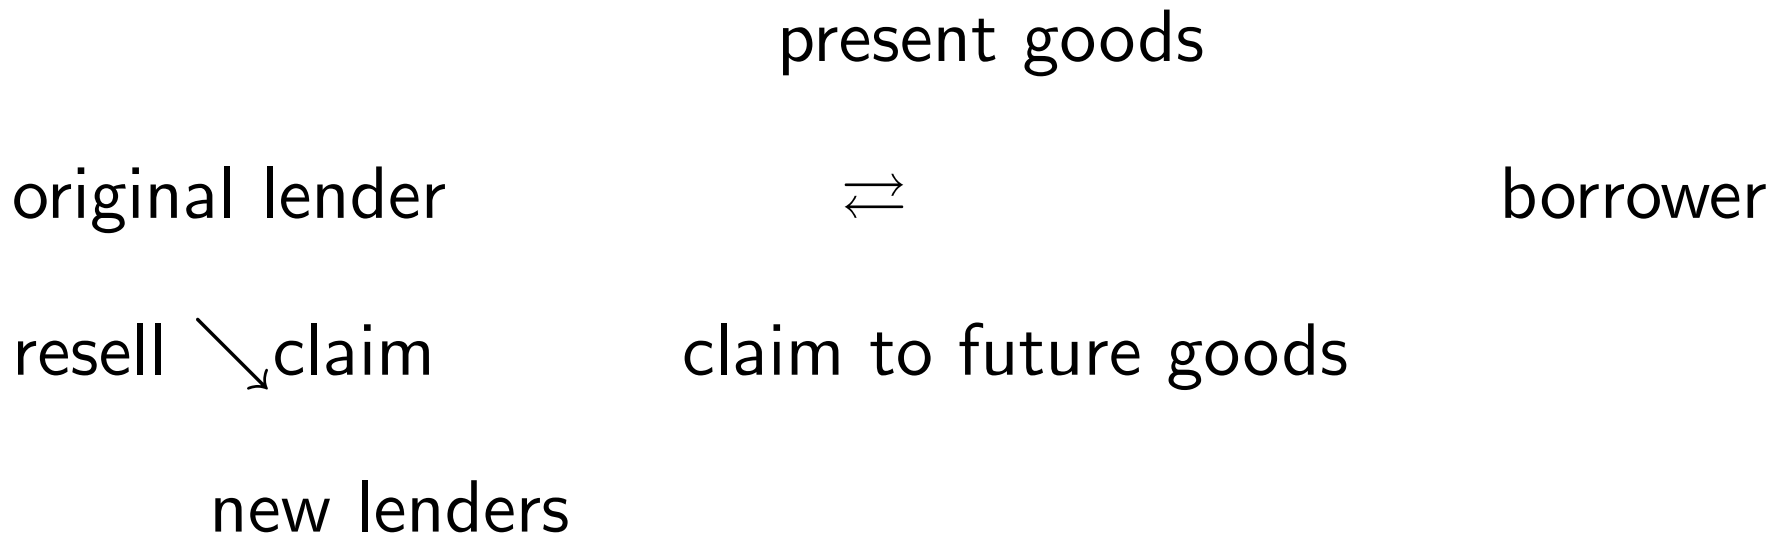 present goods
original lender ⇄ borrower
resell ↘ claim claim to future goods
new lenders